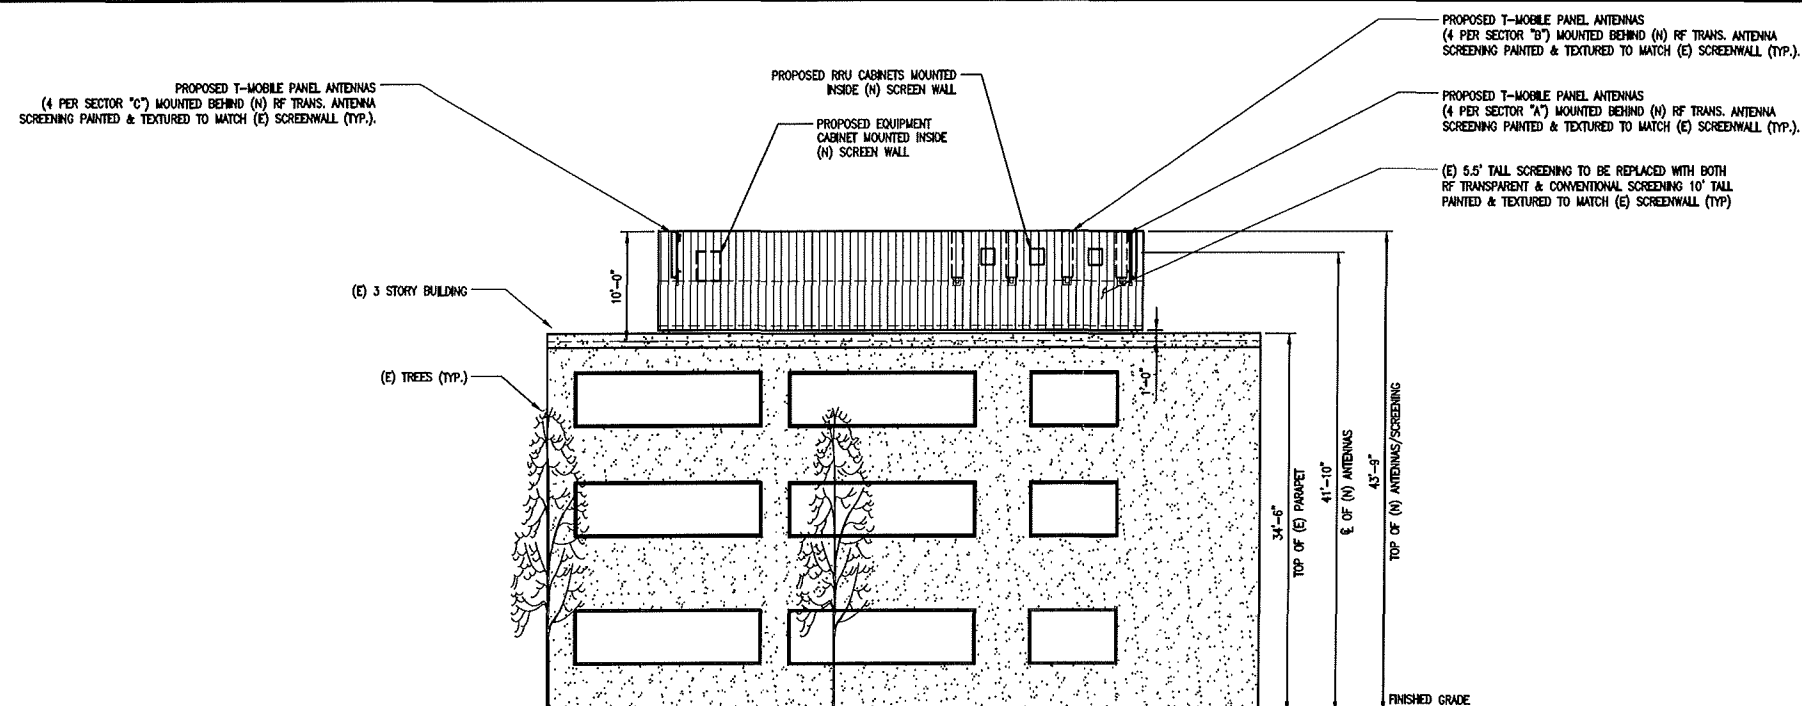 PROPOSED T-MOBILE PANEL ANTENNAS
(4 PER SECTOR "B") MOUNTED BEHIND (N) RF TRANS. ANTENNA
SCREENING PAINTED & TEXTURED TO MATCH (E) SCREENWALL (TYP.).
PROPOSED T-MOBILE PANEL ANTENNAS
(4 PER SECTOR "C") MOUNTED BEHIND (N) RF TRANS. ANTENNA
SCREENING PAINTED & TEXTURED TO MATCH (E) SCREENWALL (TYP.).
PROPOSED RRU CABINETS MOUNTED
INSIDE (N) SCREEN WALL
PROPOSED EQUIPMENT
CABINET MOUNTED INSIDE
(N) SCREEN WALL
PROPOSED T-MOBILE PANEL ANTENNAS
(4 PER SECTOR "A") MOUNTED BEHIND (N) RF TRANS. ANTENNA
SCREENING PAINTED & TEXTURED TO MATCH (E) SCREENWALL (TYP.).
(E) 5.5' TALL SCREENING TO BE REPLACED WITH BOTH
RF TRANSPARENT & CONVENTIONAL SCREENING 10' TALL
PAINTED & TEXTURED TO MATCH (E) SCREENWALL (TYP)
10'-0"
(E) 3 STORY BUILDING
(E) TREES (TYP.)
1'-0"
34'-6"
TOP OF (E) PARAPET
41'-10"
℄ OF (N) ANTENNAS
43'-9"
TOP OF (N) ANTENNAS/SCREENING
FINISHED GRADE